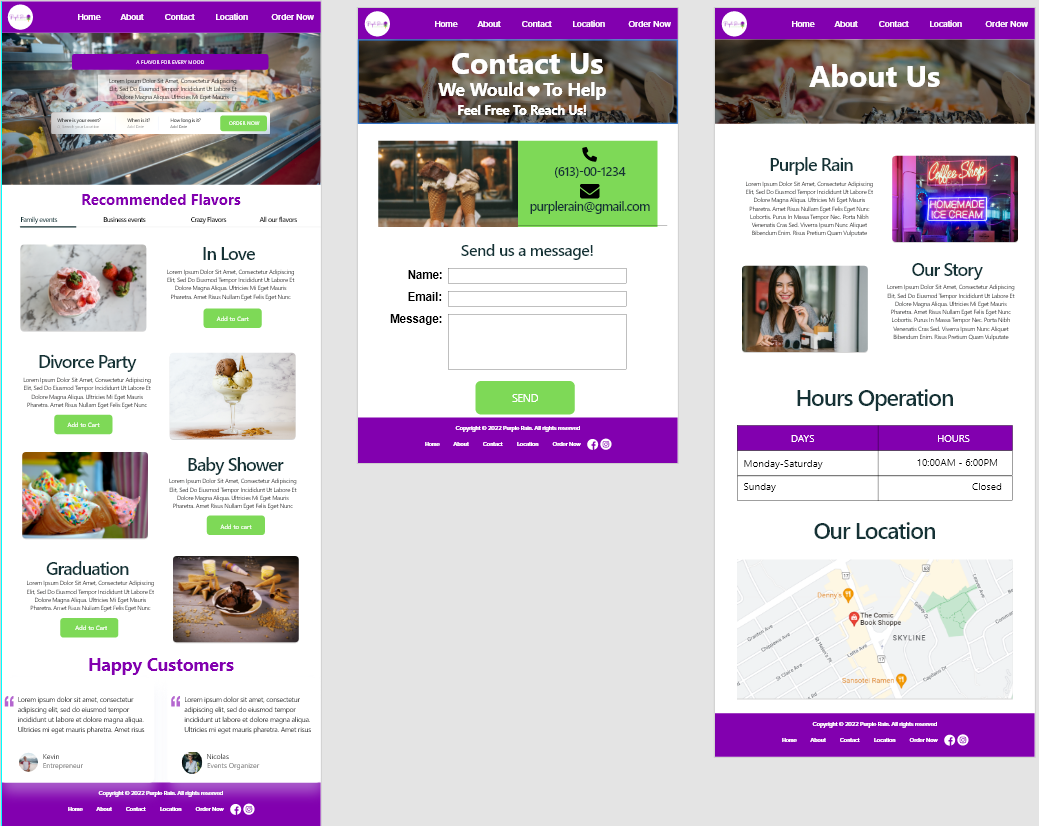 Home About Contact Location Order Now
A FLAVOR FOR EVERY MOOD
Lorem Ipsum Dolor Sit Amet, Consectetur Adipiscing
Elit, Sed Do Eiusmod Tempor Incididunt Ut Labore Et
Dolore Magna Aliqua. Ultricies Mi Eget Mauris
Where is your event? When is it? How long is it?
Add Date Add Date
ORDER NOW
Recommended Flavors
Family events Business events Crazy Flavors All our flavors
In Love
Lorem Ipsum Dolor Sit Amet, Consectetur Adipiscing
Elit, Sed Do Eiusmod Tempor Incididunt Ut Labore Et
Dolore Magna Aliqua. Ultricies Mi Eget Mauris
Pharetra. Amet Risus Nullam Eget Felis Eget Nunc
Add to Cart
Divorce Party
Lorem Ipsum Dolor Sit Amet, Consectetur Adipiscing
Elit, Sed Do Eiusmod Tempor Incididunt Ut Labore Et
Dolore Magna Aliqua. Ultricies Mi Eget Mauris
Pharetra. Amet Risus Nullam Eget Felis Eget Nunc
Add to Cart
Baby Shower
Lorem Ipsum Dolor Sit Amet, Consectetur Adipiscing
Elit, Sed Do Eiusmod Tempor Incididunt Ut Labore Et
Dolore Magna Aliqua. Ultricies Mi Eget Mauris
Pharetra. Amet Risus Nullam Eget Felis Eget Nunc
Add to cart
Graduation
Lorem Ipsum Dolor Sit Amet, Consectetur Adipiscing
Elit, Sed Do Eiusmod Tempor Incididunt Ut Labore Et
Dolore Magna Aliqua. Ultricies Mi Eget Mauris
Pharetra. Amet Risus Nullam Eget Felis Eget Nunc
Add to Cart
Happy Customers
Lorem ipsum dolor sit amet, consectetur
adipiscing elit, sed do eiusmod tempor
incididunt ut labore et dolore magna aliqua.
Ultricies mi eget mauris pharetra. Amet risus
Kevin
Entrepreneur
Lorem ipsum dolor sit amet, consectetur
adipiscing elit, sed do eiusmod tempor
incididunt ut labore et dolore magna aliqua.
Ultricies mi eget mauris pharetra. Amet risus
Nicolas
Events Organizer
Copyright © 2022 Purple Rain. All rights reserved
Home About Contact Location Order Now
Home About Contact Location Order Now
Contact Us
We Would To Help
Feel Free To Reach Us!
(613)-00-1234
purplerain@gmail.com
Send us a message!
Name:
Email:
Message:
SEND
Copyright © 2022 Purple Rain. All rights reserved
Home About Contact Location Order Now
Home About Contact Location Order Now
About Us
Purple Rain
Lorem Ipsum Dolor Sit Amet, Consectetur Adipiscing
Elit, Sed Do Eiusmod Tempor Incididunt Ut Labore Et
Dolore Magna Aliqua. Ultricies Mi Eget Mauris
Pharetra. Amet Risus Nullam Eget Felis Eget Nunc
Lobortis. Purus In Massa Tempor Nec. Porta Nibh
Venenatis Cras Sed. Viverra Ipsum Nunc Aliquet
Bibendum Enim. Risus Pretium Quam Vulputate
Coffee Shop
HOMEMADE
ICE CREAM
Our Story
Lorem Ipsum Dolor Sit Amet, Consectetur Adipiscing
Elit, Sed Do Eiusmod Tempor Incididunt Ut Labore Et
Dolore Magna Aliqua. Ultricies Mi Eget Mauris
Pharetra. Amet Risus Nullam Eget Felis Eget Nunc
Lobortis. Purus In Massa Tempor Nec. Porta Nibh
Venenatis Cras Sed. Viverra Ipsum Nunc Aliquet
Bibendum Enim. Risus Pretium Quam Vulputate
Hours Operation
DAYS HOURS
Monday-Saturday 10:00AM - 6:00PM
Sunday Closed
Our Location
17
Denny's
The Comic
Book Shoppe
SKYLINE
17
Sansotei Ramen
Copyright © 2022 Purple Rain. All rights reserved
Home About Contact Location Order Now